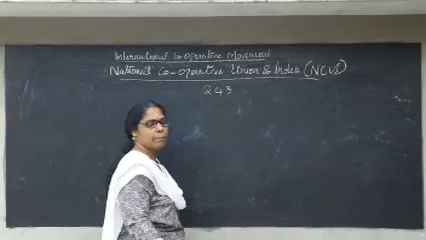 International Co-operative Movement
National Co-operative Union of India (NCUI)
243